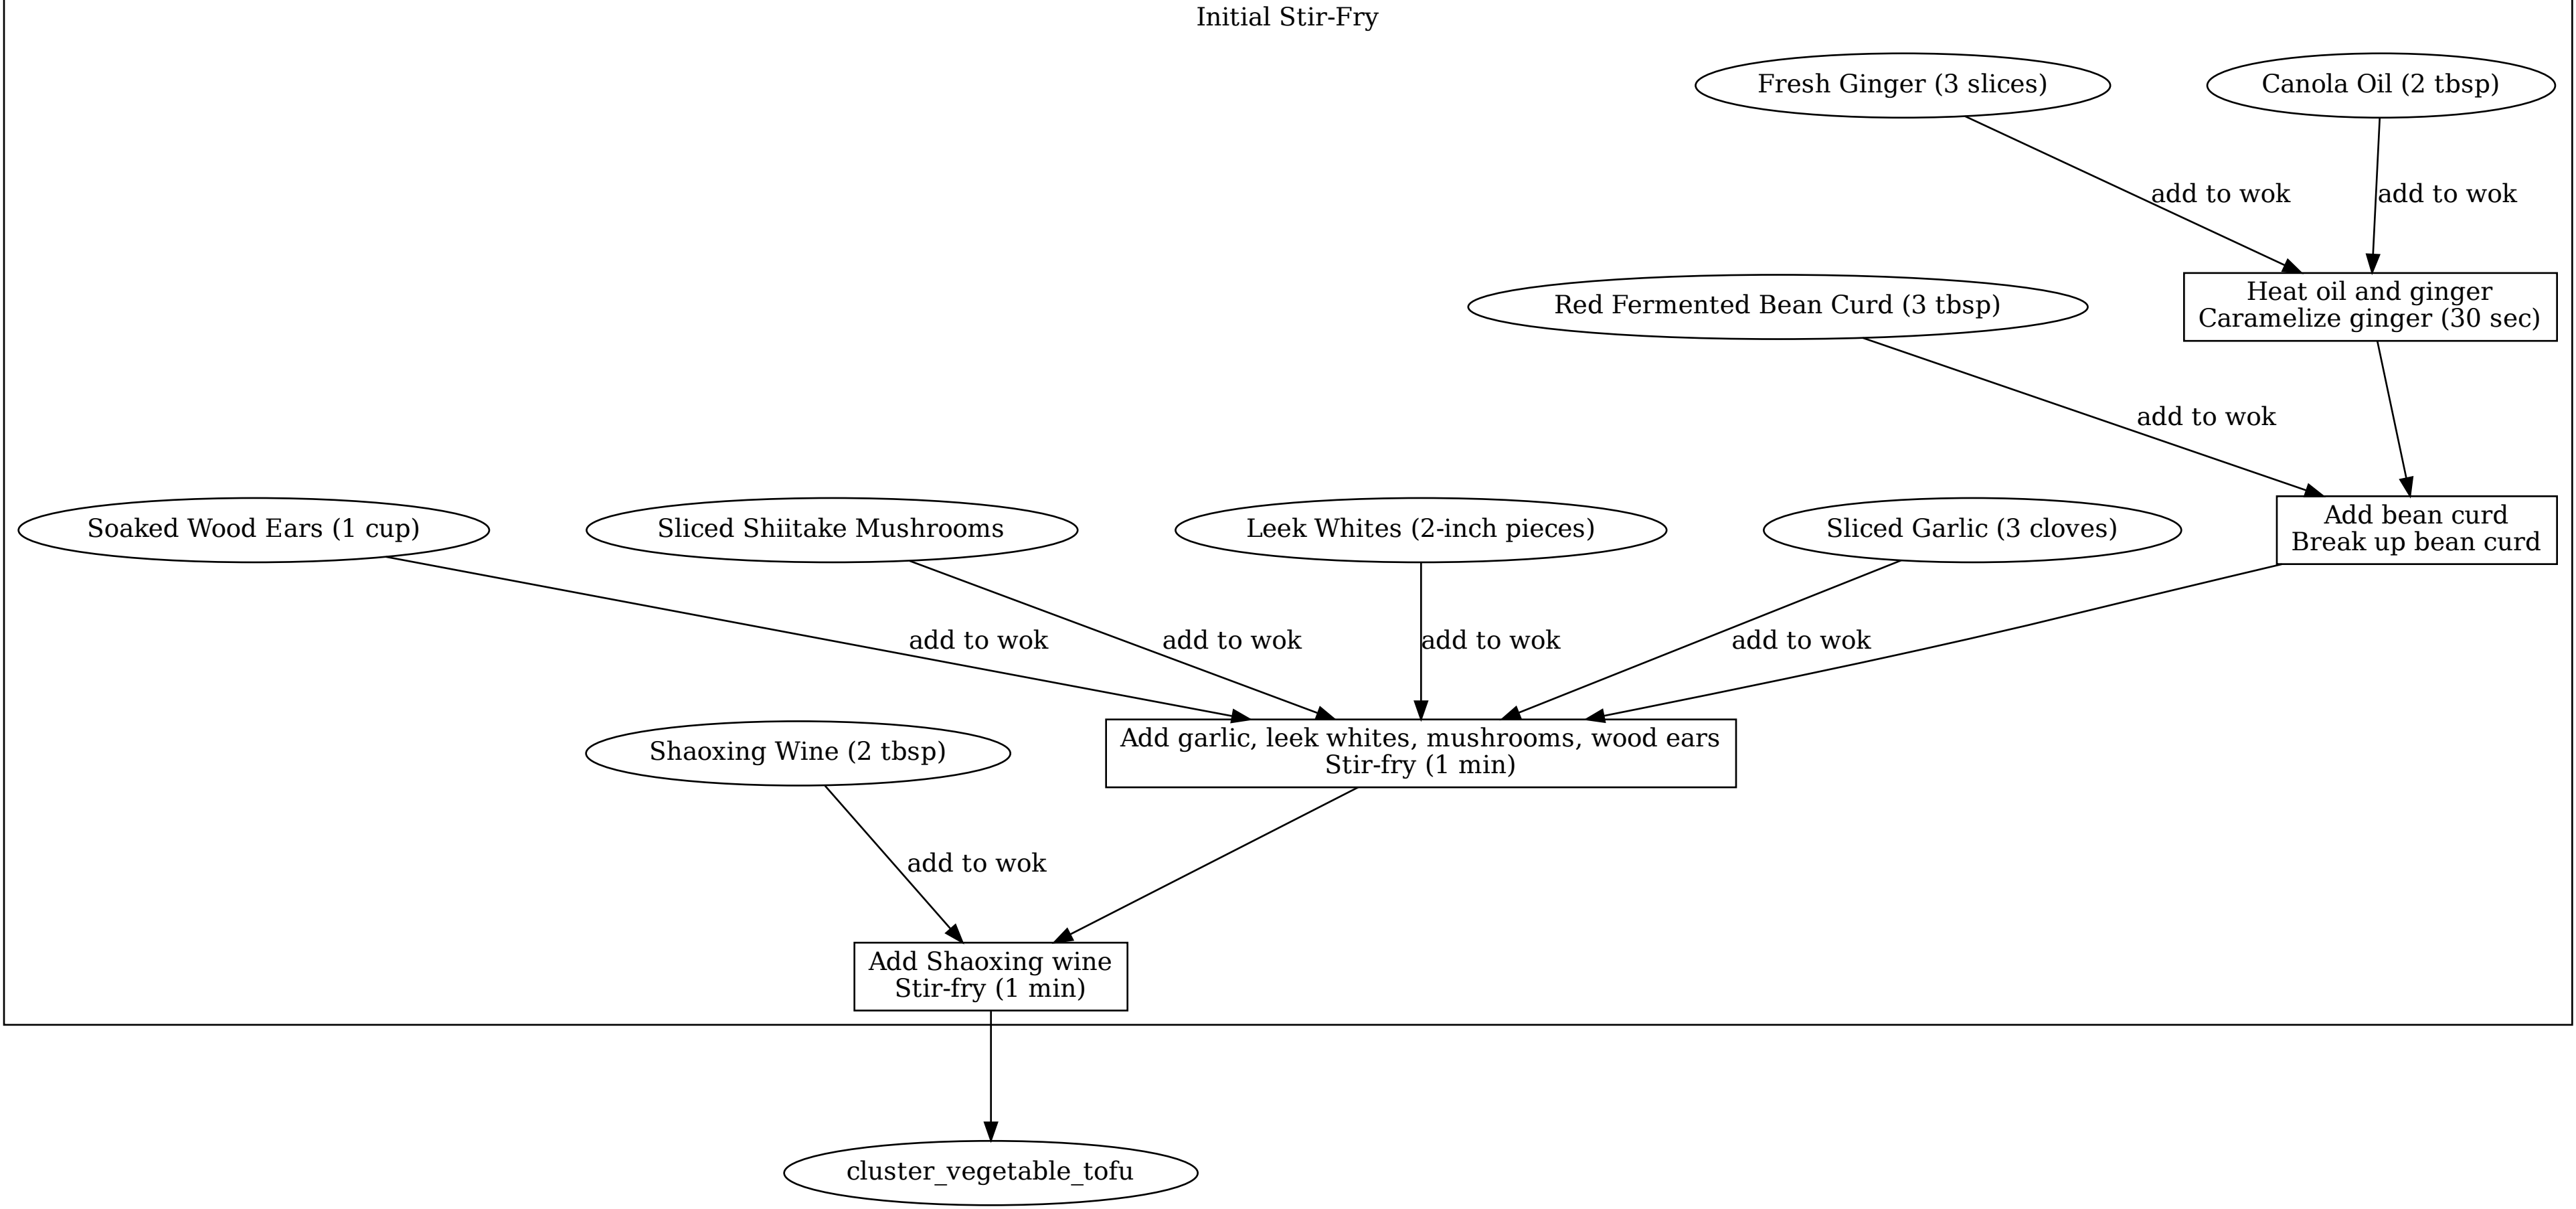 Initial Stir-Fry
Fresh Ginger (3 slices)
Canola Oil (2 tbsp)
add to wok
add to wok
Red Fermented Bean Curd (3 tbsp)
Heat oil and ginger
Caramelize ginger (30 sec)
add to wok
Soaked Wood Ears (1 cup)
Sliced Shiitake Mushrooms
Leek Whites (2-inch pieces)
Sliced Garlic (3 cloves)
Add bean curd
Break up bean curd
add to wok
add to wok
add to wok
add to wok
Shaoxing Wine (2 tbsp)
Add garlic, leek whites, mushrooms, wood ears
Stir-fry (1 min)
add to wok
Add Shaoxing wine
Stir-fry (1 min)
cluster_vegetable_tofu